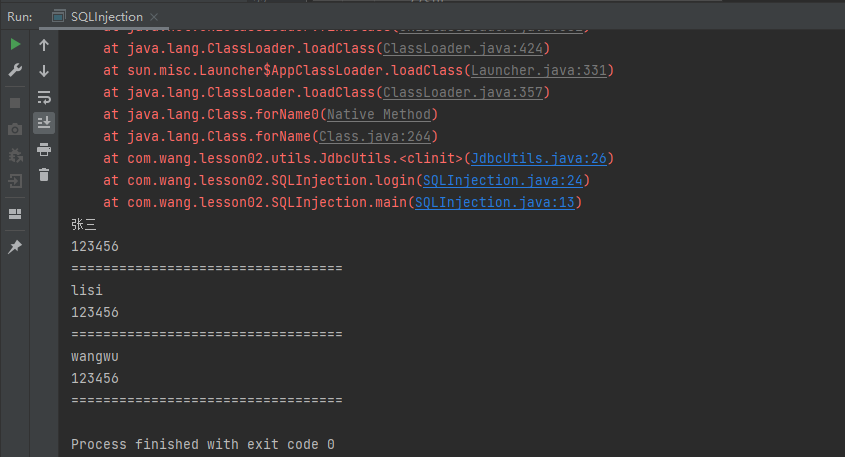 Run: SQLInjection
at java.lang.ClassLoader.loadClass(ClassLoader.java:424)
at sun.misc.Launcher$AppClassLoader.loadClass(Launcher.java:331)
at java.lang.ClassLoader.loadClass(ClassLoader.java:357)
at java.lang.Class.forName0(Native Method)
at java.lang.Class.forName(Class.java:264)
at com.wang.lesson02.utils.JdbcUtils.<clinit>(JdbcUtils.java:26)
at com.wang.lesson02.SQLInjection.login(SQLInjection.java:24)
at com.wang.lesson02.SQLInjection.main(SQLInjection.java:13)
张三
123456
==================================
lisi
123456
==================================
wangwu
123456
==================================
Process finished with exit code 0